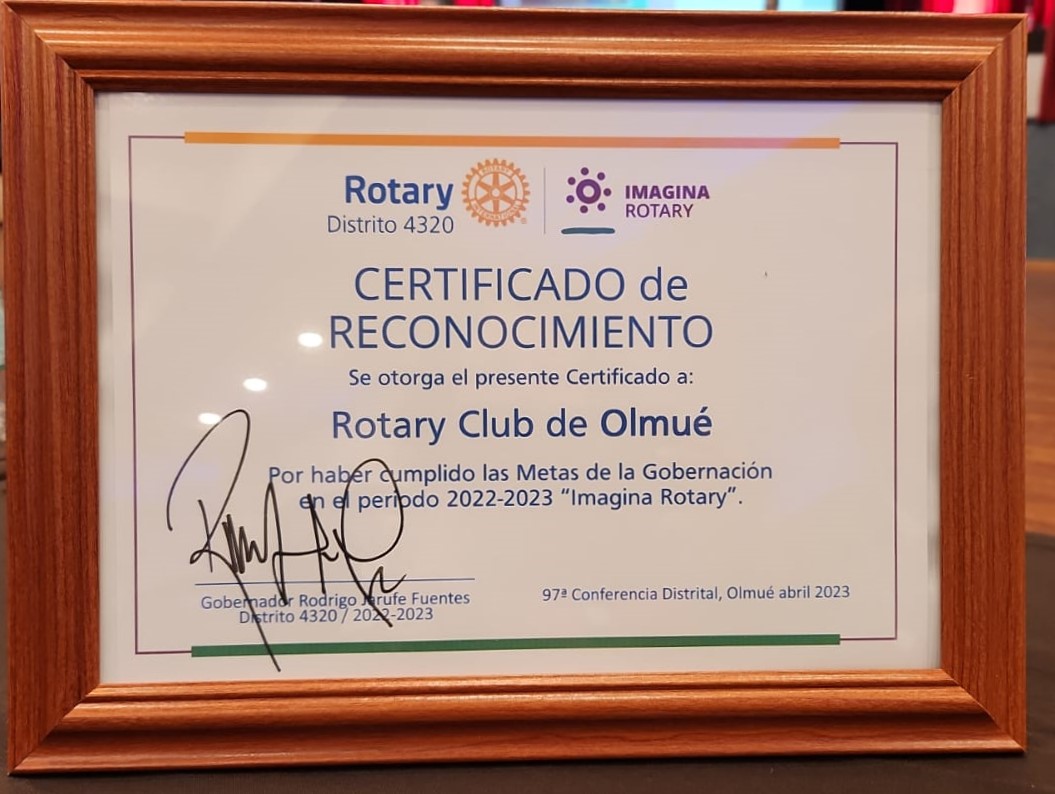 Rotary
Distrito 4320
IMAGINA
ROTARY
CERTIFICADO de
RECONOCIMIENTO
Se otorga el presente Certificado a:
Rotary Club de Olmué
Por haber cumplido las Metas de la Gobernación
en el periodo 2022-2023 “Imagina Rotary”.
Gobernador Rodrigo Jarufe Fuentes
Distrito 4320 / 2022-2023
97ª Conferencia Distrital, Olmué abril 2023